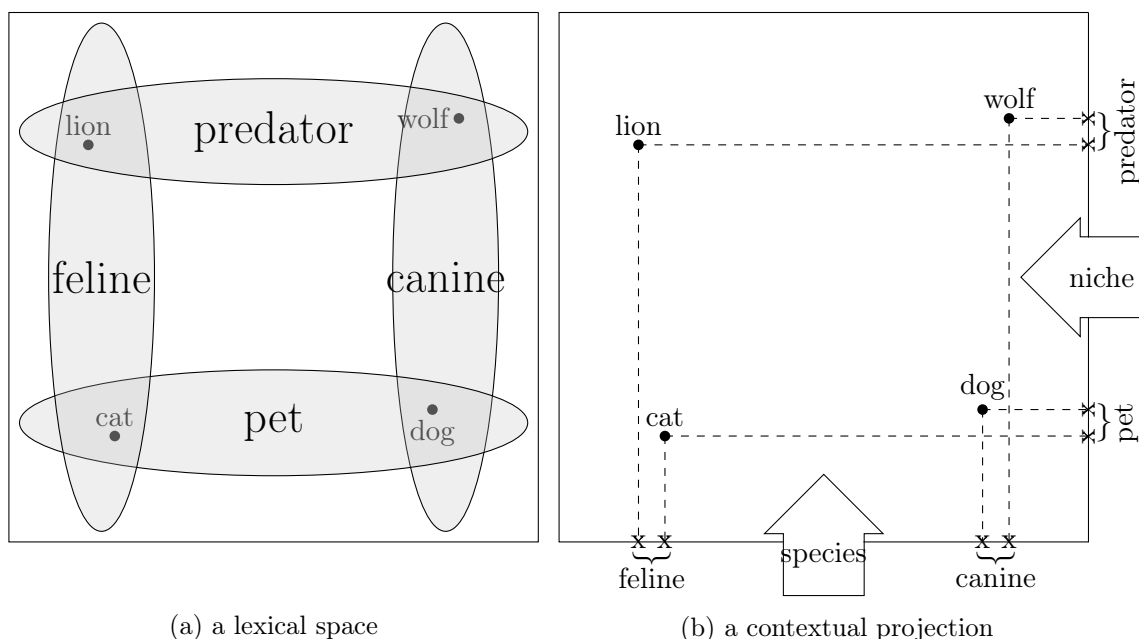 lion
predator
wolf
feline
canine
cat
pet
dog
(a) a lexical space
lion
wolf
predator
niche
cat
dog
pet
x x
x x
x
x
x
x
species
feline
canine
(b) a contextual projection